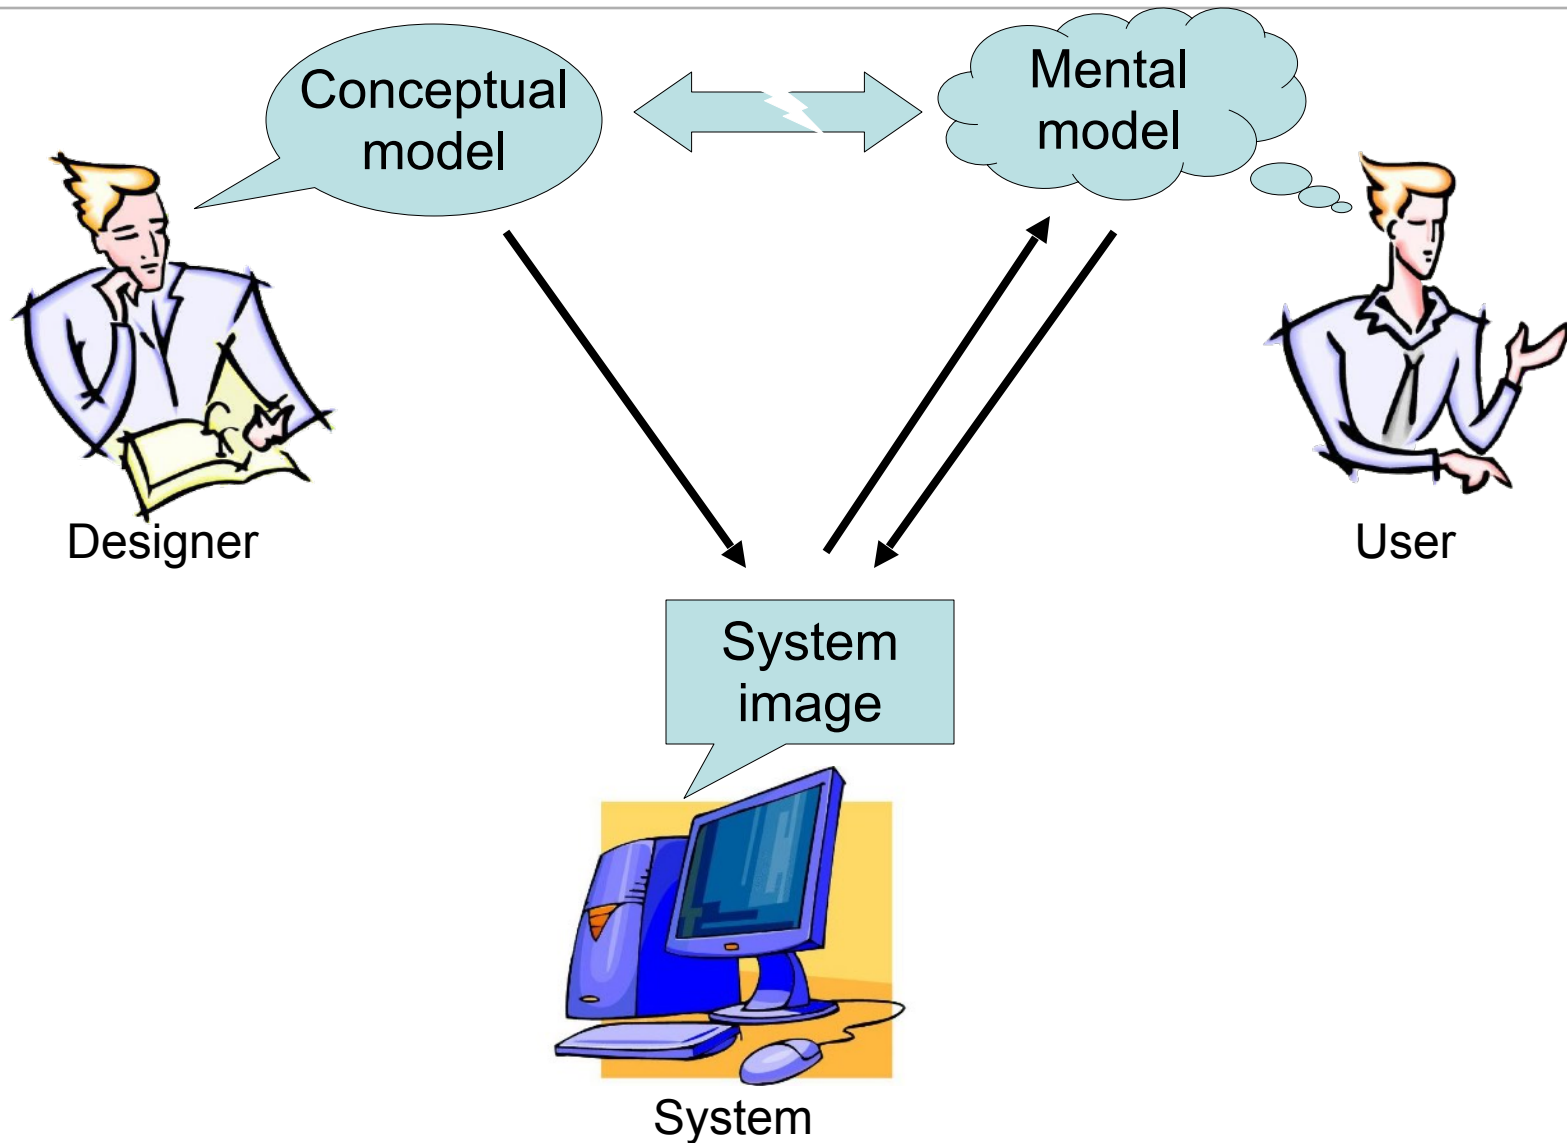 Conceptual
model
Mental
model
Designer
User
System
image
System